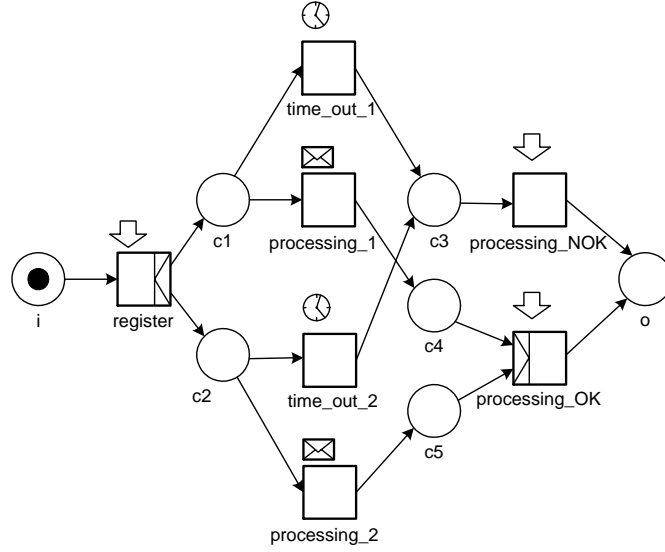 time_out_1
c1
processing_1
c3
processing_NOK
i
register
c4
o
c2
time_out_2
processing_OK
c5
processing_2